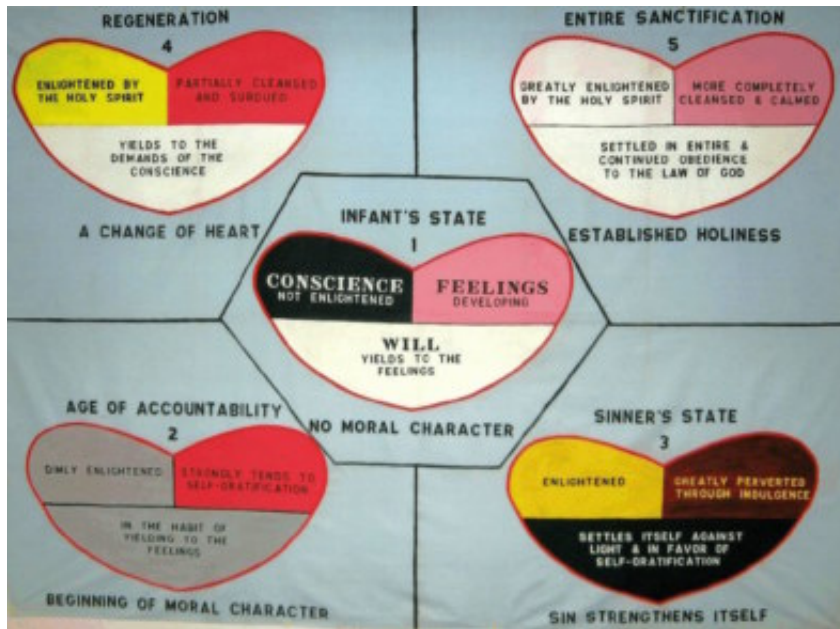 REGENERATION
4
ENLIGHTENED BY
THE HOLY SPIRIT
PARTIALLY CLEANSED
AND SUBDUED
YIELDS TO THE
DEMANDS OF THE
CONSCIENCE
A CHANGE OF HEART
ENTIRE SANCTIFICATION
5
GREATLY ENLIGHTENED
BY THE HOLY SPIRIT
MORE COMPLETELY
CLEANSED & CALMED
SETTLED IN ENTIRE &
CONTINUED OBEDIENCE
TO THE LAW OF GOD
ESTABLISHED HOLINESS
INFANT'S STATE
1
CONSCIENCE
NOT ENLIGHTENED
FEELINGS
DEVELOPING
WILL
YIELDS TO THE
FEELINGS
NO MORAL CHARACTER
AGE OF ACCOUNTABILITY
2
DIMLY ENLIGHTENED
STRONGLY TENDS TO
SELF-GRATIFICATION
IN THE HABIT OF
YIELDING TO THE
FEELINGS
BEGINNING OF MORAL CHARACTER
SINNER'S STATE
3
ENLIGHTENED
GREATLY PERVERTED
THROUGH INDULGENCE
SETTLES ITSELF AGAINST
LIGHT & IN FAVOR OF
SELF-GRATIFICATION
SIN STRENGTHENS ITSELF